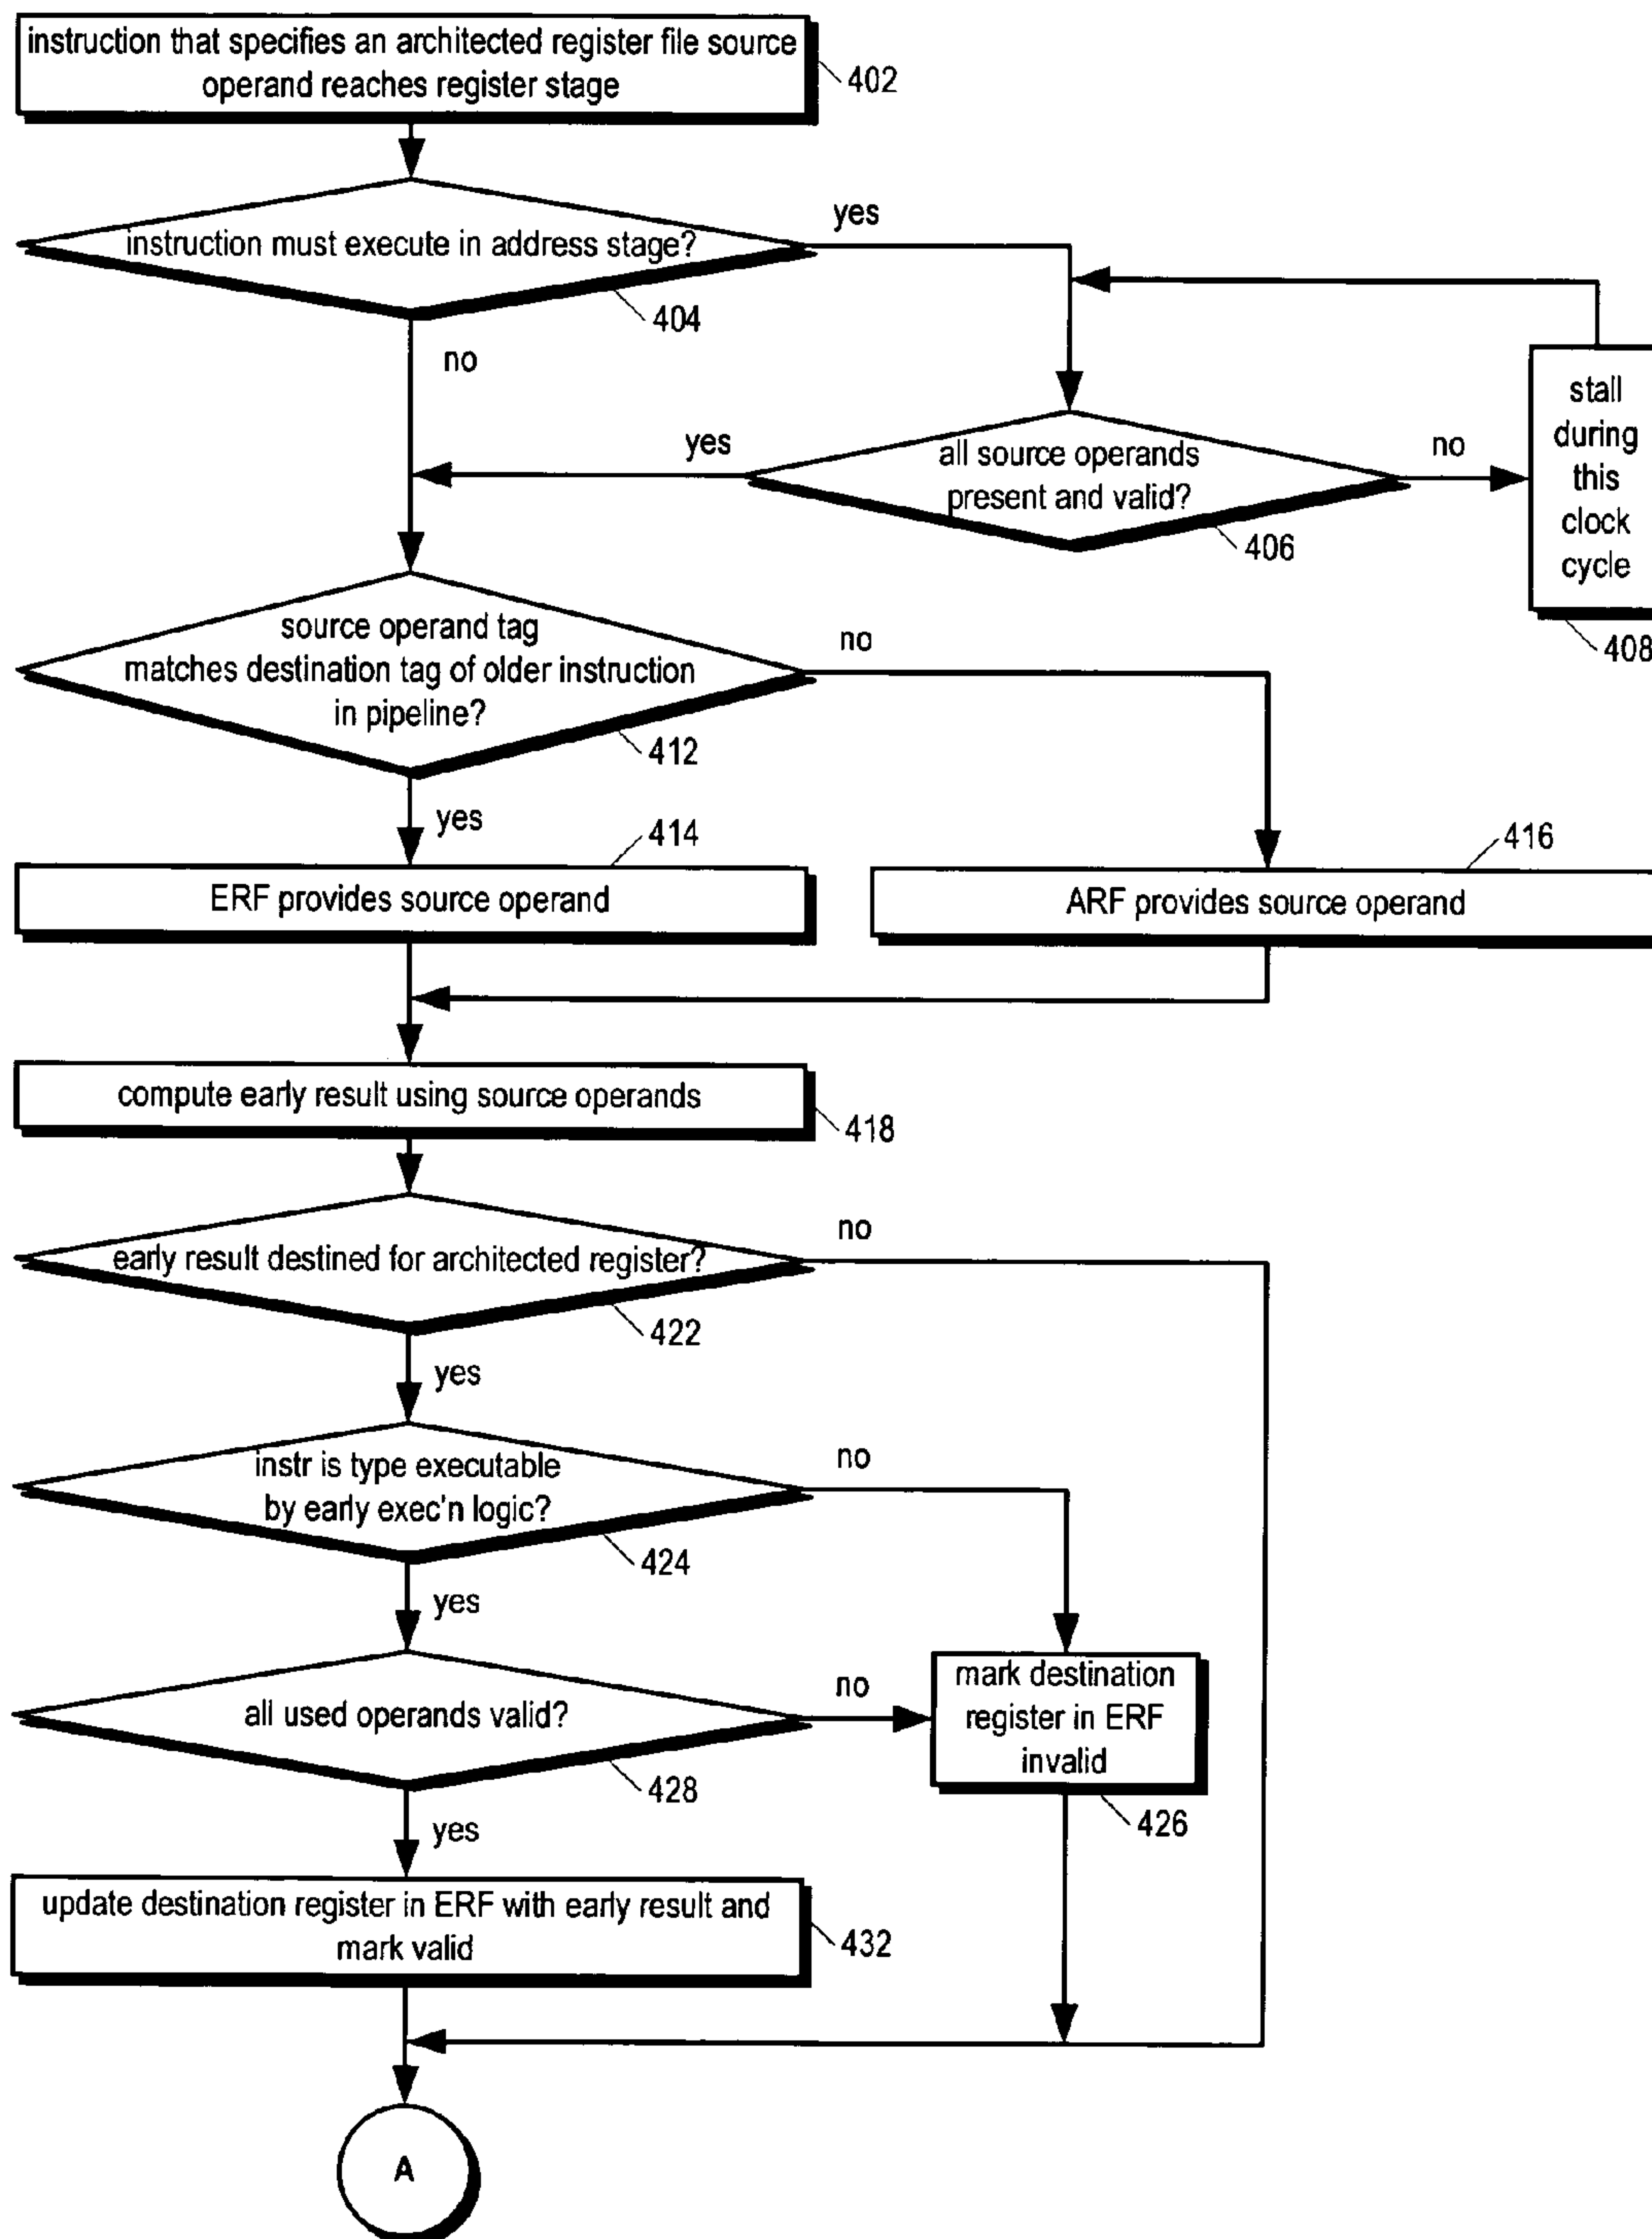 instruction that specifies an architected register file source
operand reaches register stage
402
instruction must execute in address stage?
yes
404
no
stall
during
this
clock
cycle
408
all source operands
present and valid?
yes
no
406
source operand tag
matches destination tag of older instruction
in pipeline?
no
412
yes
414
416
ERF provides source operand
ARF provides source operand
compute early result using source operands
418
early result destined for architected register?
no
422
yes
instr is type executable
by early exec'n logic?
no
424
yes
all used operands valid?
no
428
mark destination
register in ERF
invalid
426
yes
update destination register in ERF with early result and
mark valid
432
A